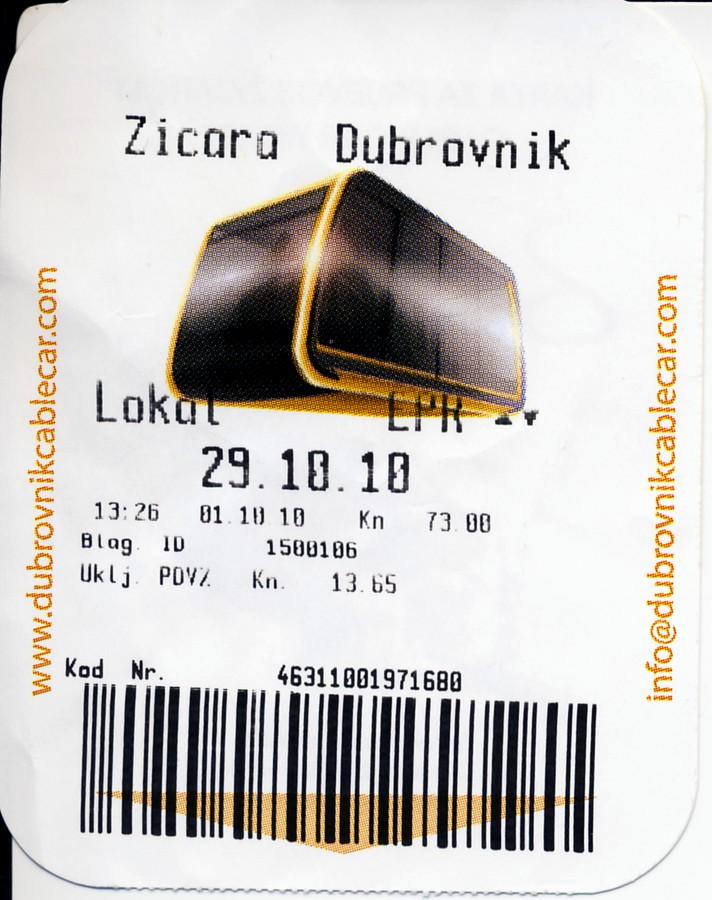 Zicara Dubrovnik
www.dubrovnikcablecar.com
info@dubrovnikcablecar.com
Lokal
29.10.10
13:26 01.10 10 Kn 73.00
Blag. ID 1500106
Uklj. PDV% Kn. 13.65
Kod Nr. 46311001971680